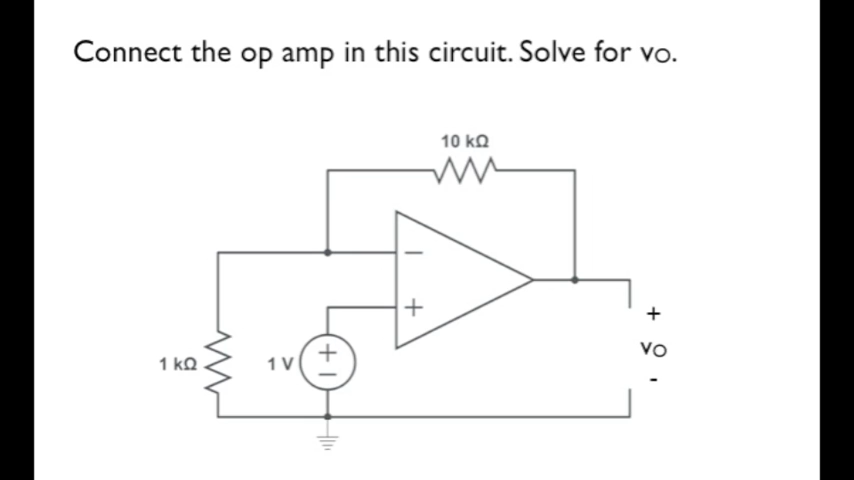 Connect the op amp in this circuit. Solve for vo.
10 kΩ
−
+
+
1 kΩ
1 V
+
−
vo
-